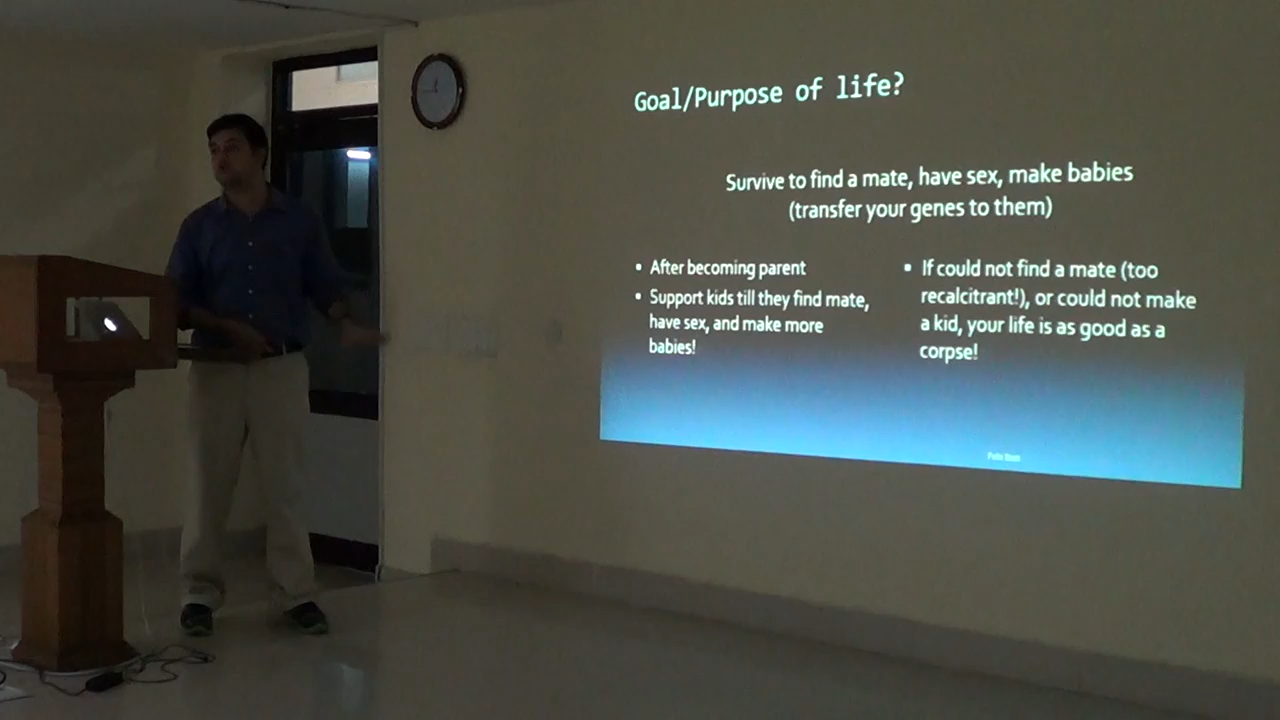 Goal/Purpose of life?
Survive to find a mate, have sex, make babies
(transfer your genes to them)
• After becoming parent
• Support kids till they find mate,
have sex, and make more
babies!
• If could not find a mate (too
recalcitrant!), or could not make
a kid, your life is as good as a
corpse!